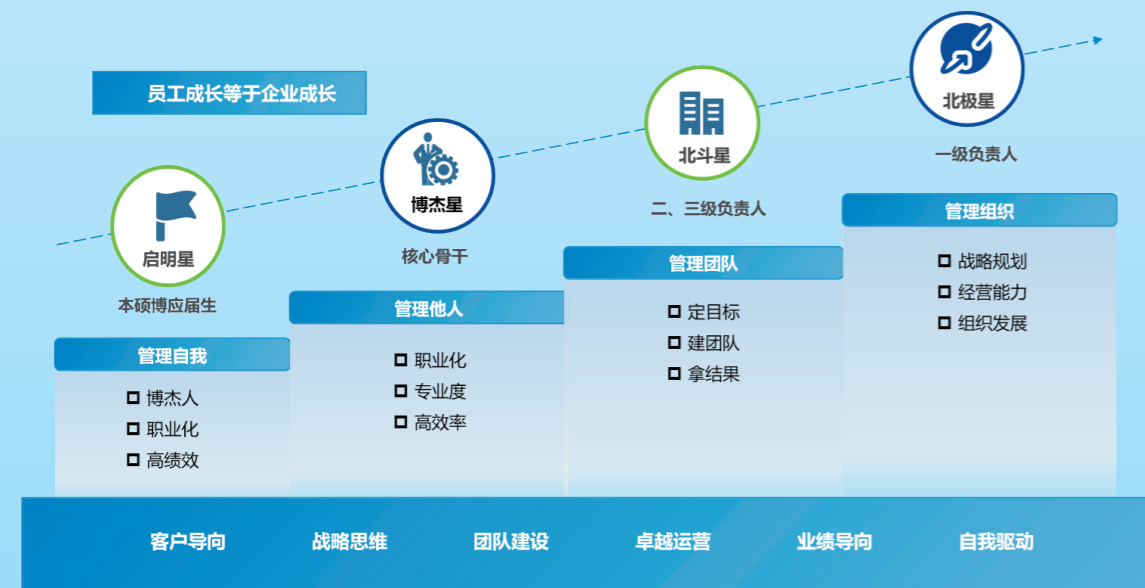 员工成长等于企业成长
启明星
本硕博应届生
管理自我
博杰人
职业化
高绩效
博杰星
核心骨干
管理他人
职业化
专业度
高效率
北斗星
二、三级负责人
管理团队
定目标
建团队
拿结果
北极星
一级负责人
管理组织
战略规划
经营能力
组织发展
客户导向 战略思维 团队建设 卓越运营 业绩导向 自我驱动